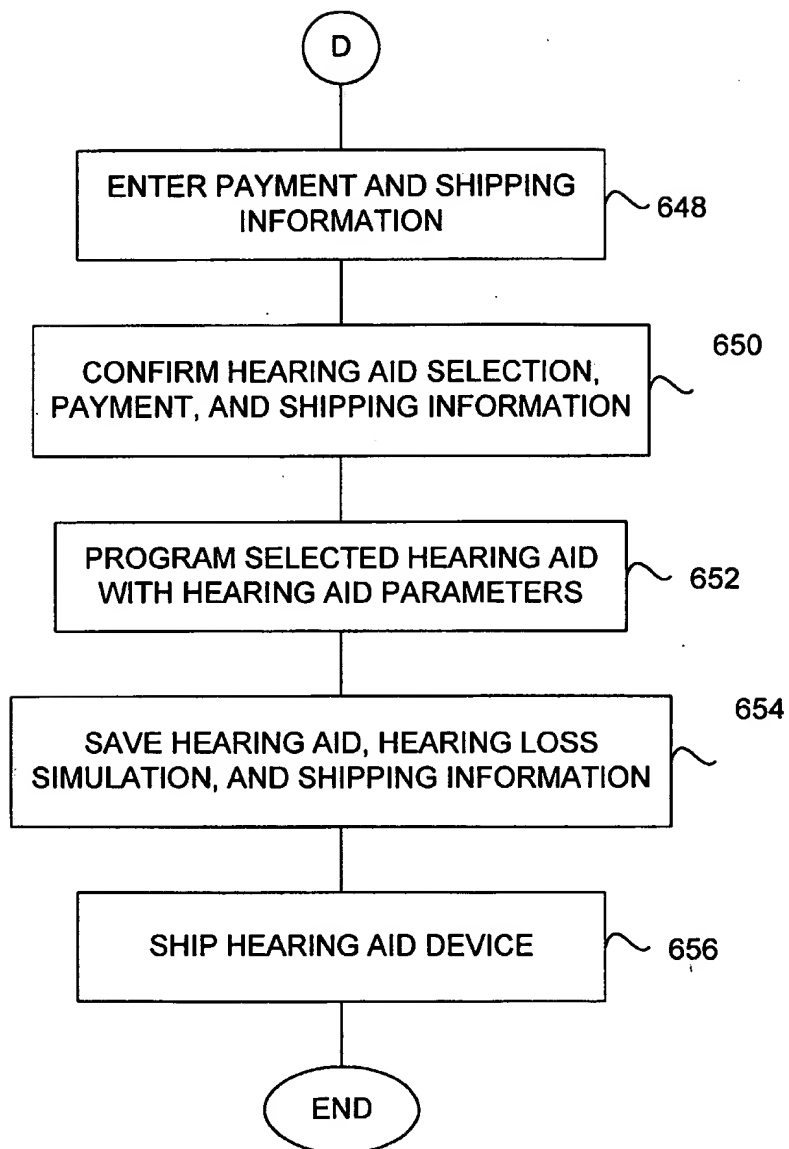 D
ENTER PAYMENT AND SHIPPING
INFORMATION
648
650
CONFIRM HEARING AID SELECTION,
PAYMENT, AND SHIPPING INFORMATION
PROGRAM SELECTED HEARING AID
WITH HEARING AID PARAMETERS
652
654
SAVE HEARING AID, HEARING LOSS
SIMULATION, AND SHIPPING INFORMATION
SHIP HEARING AID DEVICE
656
END